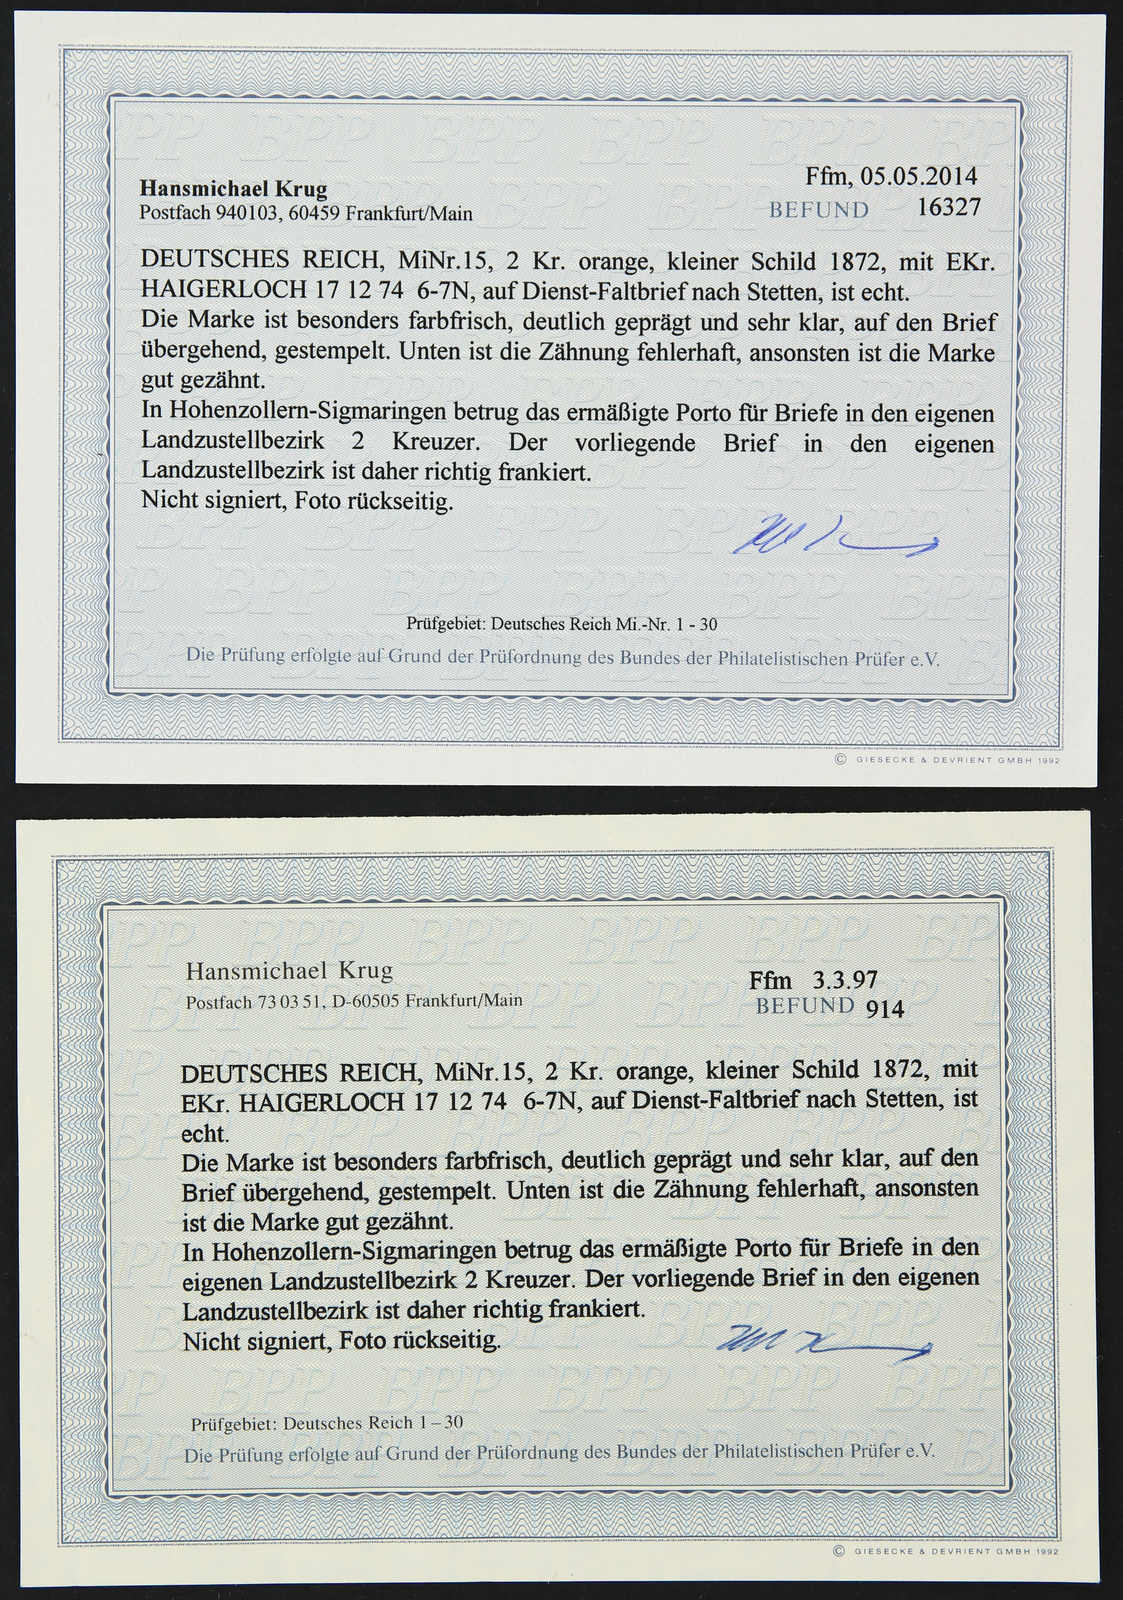 Hansmichael Krug
Postfach 940103, 60459 Frankfurt/Main
Ffm, 05.05.2014
BEFUND 16327
DEUTSCHES REICH, MiNr.15, 2 Kr. orange, kleiner Schild 1872, mit EKr.
HAIGERLOCH 17 12 74 6-7N, auf Dienst-Faltbrief nach Stetten, ist echt.
Die Marke ist besonders farbfrisch, deutlich geprägt und sehr klar, auf den Brief
übergehend, gestempelt. Unten ist die Zähnung fehlerhaft, ansonsten ist die Marke
gut gezähnt.
In Hohenzollern-Sigmaringen betrug das ermäßigte Porto für Briefe in den eigenen
Landzustellbezirk 2 Kreuzer. Der vorliegende Brief in den eigenen
Landzustellbezirk ist daher richtig frankiert.
Nicht signiert, Foto rückseitig.
Prüfgebiet: Deutsches Reich Mi.-Nr. 1 - 30
Die Prüfung erfolgte auf Grund der Prüfordnung des Bundes der Philatelistischen Prüfer e.V.
© GIESECKE & DEVRIENT GMBH 1992
Hansmichael Krug
Postfach 73 03 51, D-60505 Frankfurt/Main
Ffm 3.3.97
BEFUND 914
DEUTSCHES REICH, MiNr.15, 2 Kr. orange, kleiner Schild 1872, mit
EKr. HAIGERLOCH 17 12 74 6-7N, auf Dienst-Faltbrief nach Stetten, ist
echt.
Die Marke ist besonders farbfrisch, deutlich geprägt und sehr klar, auf den
Brief übergehend, gestempelt. Unten ist die Zähnung fehlerhaft, ansonsten
ist die Marke gut gezähnt.
In Hohenzollern-Sigmaringen betrug das ermäßigte Porto für Briefe in den
eigenen Landzustellbezirk 2 Kreuzer. Der vorliegende Brief in den eigenen
Landzustellbezirk ist daher richtig frankiert.
Nicht signiert, Foto rückseitig.
Prüfgebiet: Deutsches Reich 1 – 30
Die Prüfung erfolgte auf Grund der Prüfordnung des Bundes der Philatelistischen Prüfer e.V.
© GIESECKE & DEVRIENT GMBH 1992